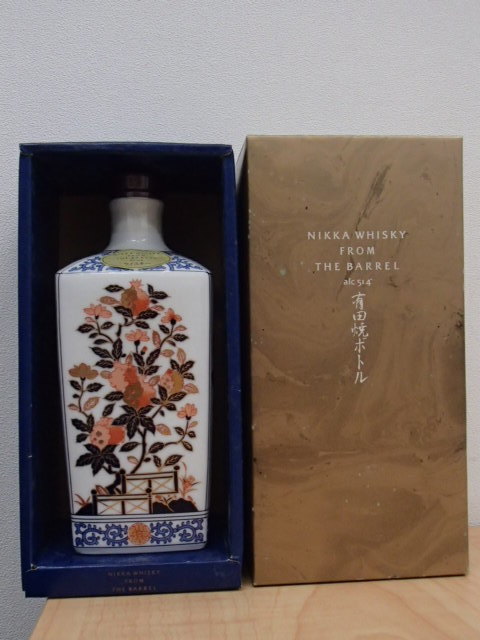 NIKKA WHISKY
FROM
THE BARREL
alc 51.4°
有田焼ボトル
NIKKA WHISKY
FROM
THE BARREL